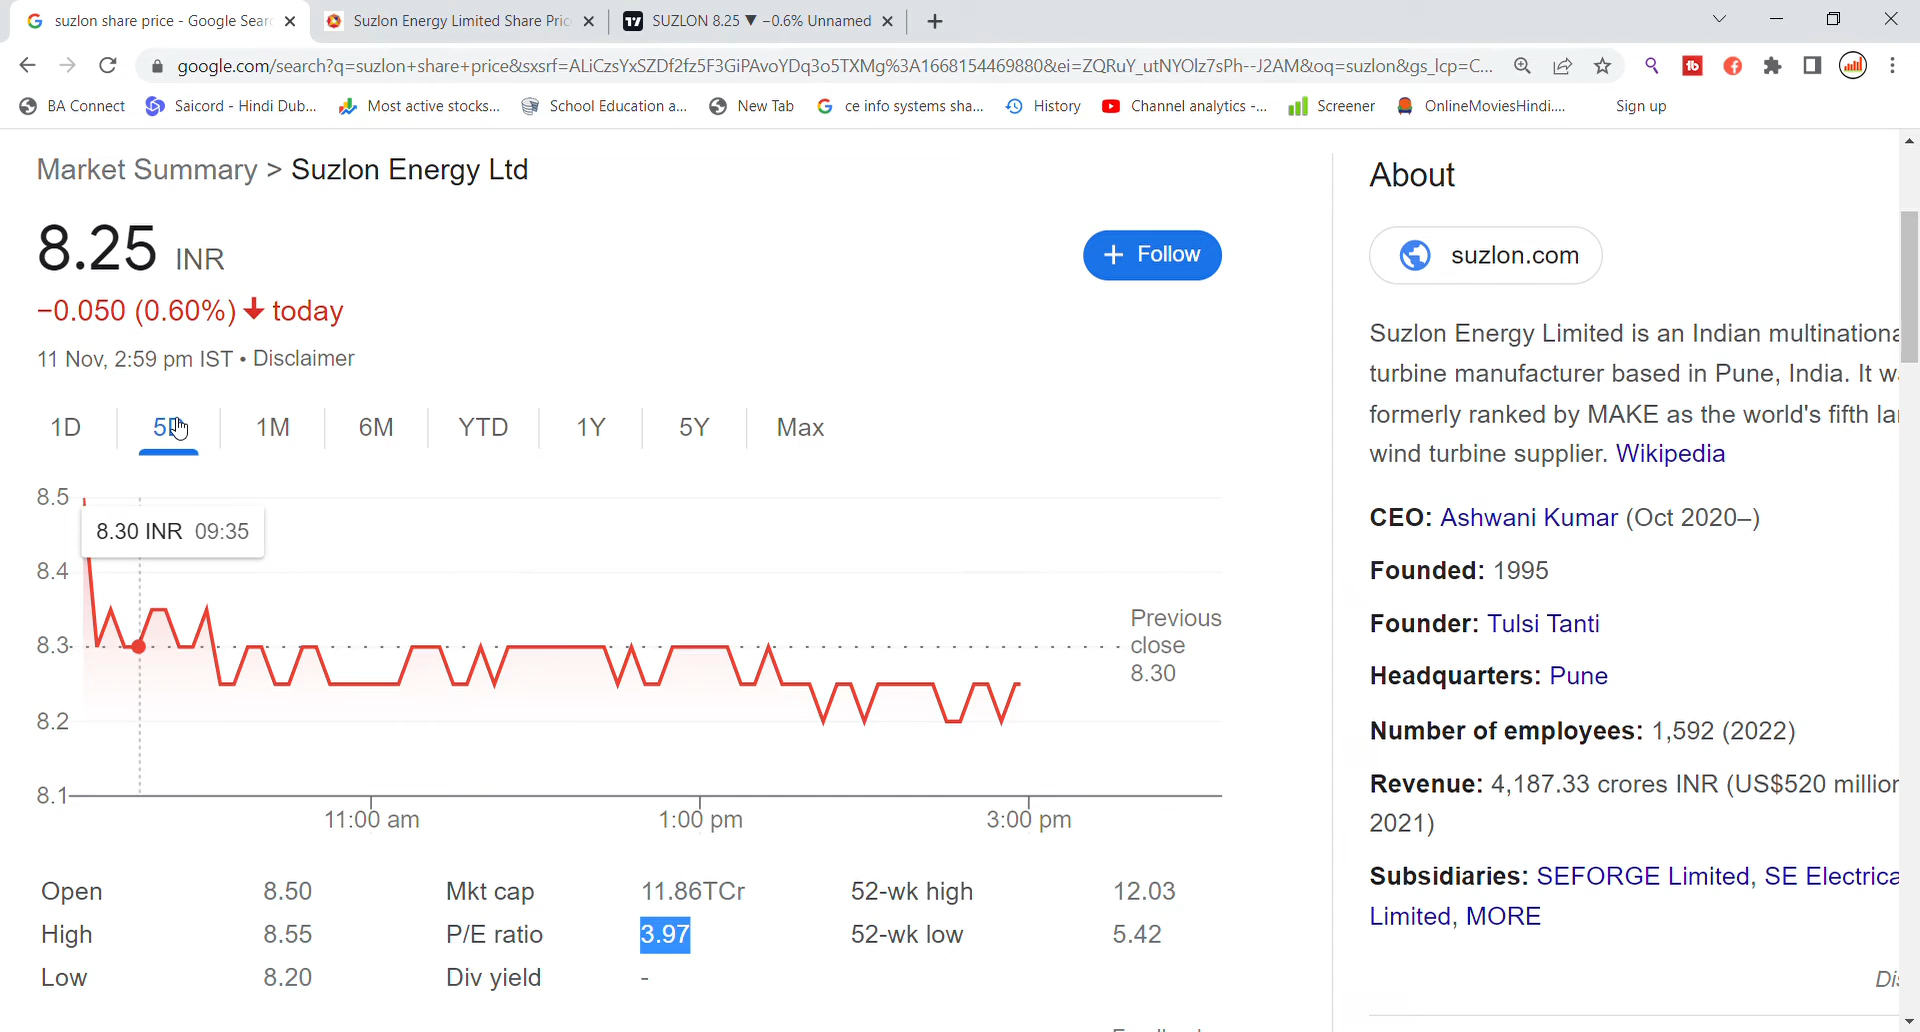 suzlon share price - Google Sear
Suzlon Energy Limited Share Pric
SUZLON 8.25 ▼ −0.6% Unnamed
google.com/search?q=suzlon+share+price&sxsrf=ALiCzsYxSZDf2fz5F3GiPAvoYDq3o5TXMg%3A1668154469880&ei=ZQRuY_utNYOlz7sPh--J2AM&oq=suzlon&gs_lcp=C...
BA Connect
Saicord - Hindi Dub...
Most active stocks...
School Education a...
New Tab
ce info systems sha...
History
Channel analytics -...
Screener
OnlineMoviesHindi....
Sign up
Market Summary > Suzlon Energy Ltd
8.25 INR
+ Follow
−0.050 (0.60%) today
11 Nov, 2:59 pm IST • Disclaimer
1D
1M
6M
YTD
1Y
5Y
Max
8.5
8.30 INR 09:35
8.4
8.3
8.2
8.1
Previous
close
8.30
11:00 am
1:00 pm
3:00 pm
Open 8.50 Mkt cap 11.86TCr 52-wk high 12.03
High 8.55 P/E ratio 3.97 52-wk low 5.42
Low 8.20 Div yield -
About
suzlon.com
Suzlon Energy Limited is an Indian multinationa
turbine manufacturer based in Pune, India. It w
formerly ranked by MAKE as the world's fifth la
wind turbine supplier. Wikipedia
CEO: Ashwani Kumar (Oct 2020–)
Founded: 1995
Founder: Tulsi Tanti
Headquarters: Pune
Number of employees: 1,592 (2022)
Revenue: 4,187.33 crores INR (US$520 million
2021)
Subsidiaries: SEFORGE Limited, SE Electrica
Limited, MORE